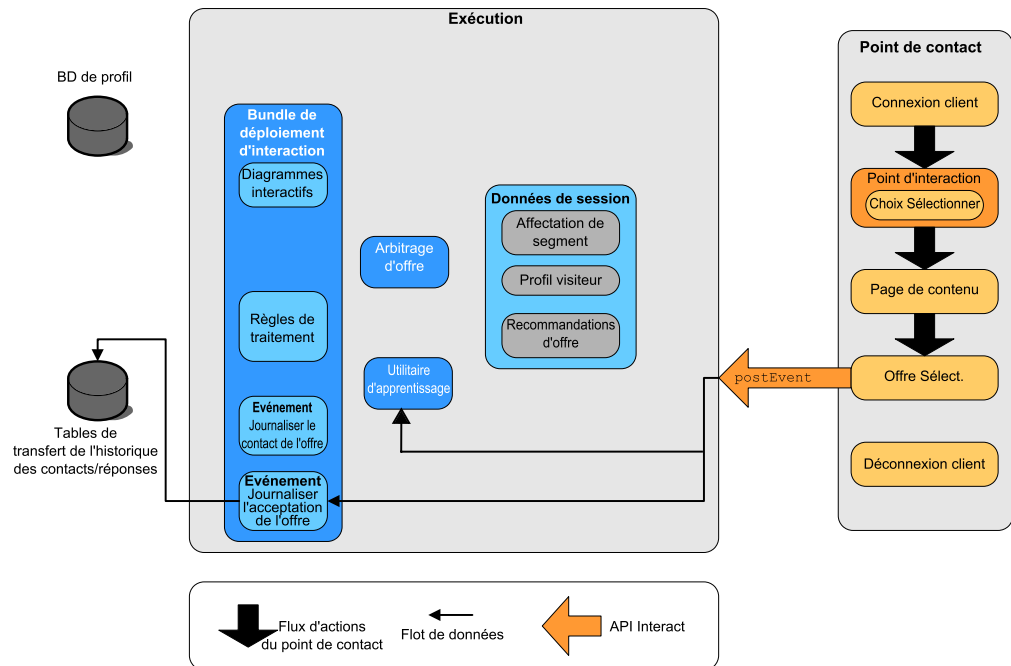 Exécution
Point de contact
BD de profil
Bundle de
déploiement
d'interaction
Diagrammes
interactifs
Règles de
traitement
Evénement
Journaliser le
contact de l'offre
Evénement
Journaliser
l'acceptation
de l'offre
Arbitrage
d'offre
Utilitaire
d'apprentissage
Données de session
Affectation de
segment
Profil visiteur
Recommandations
d'offre
Connexion client
Point d'interaction
Choix Sélectionner
Page de contenu
postEvent
Offre Sélect.
Déconnexion client
Tables de
transfert de l'historique
des contacts/réponses
Flux d'actions
du point de contact
Flot de données
API Interact